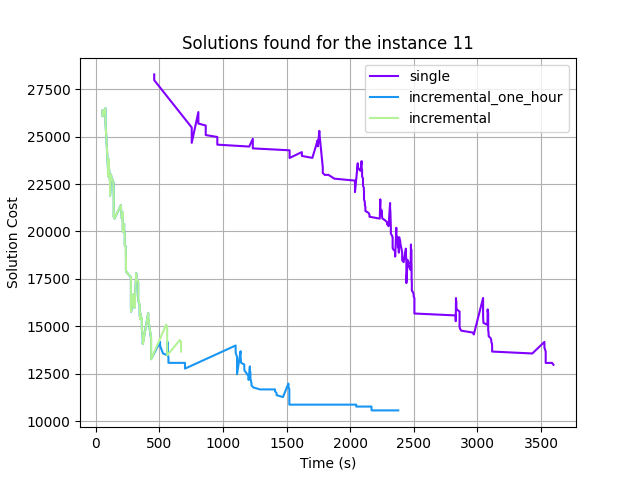 Solutions found for the instance 11
single
incremental_one_hour
incremental
27500
25000
22500
20000
17500
15000
12500
10000
Solution Cost
0 500 1000 1500 2000 2500 3000 3500
Time (s)